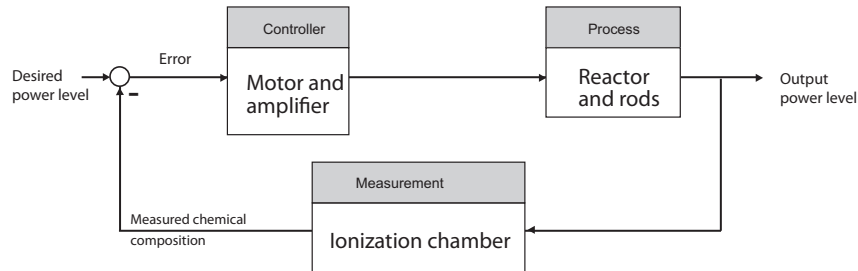 Controller
Process
Error
Desired
power level
Motor and
amplifier
Reactor
and rods
Output
power level
-
Measurement
Measured chemical
composition
Ionization chamber